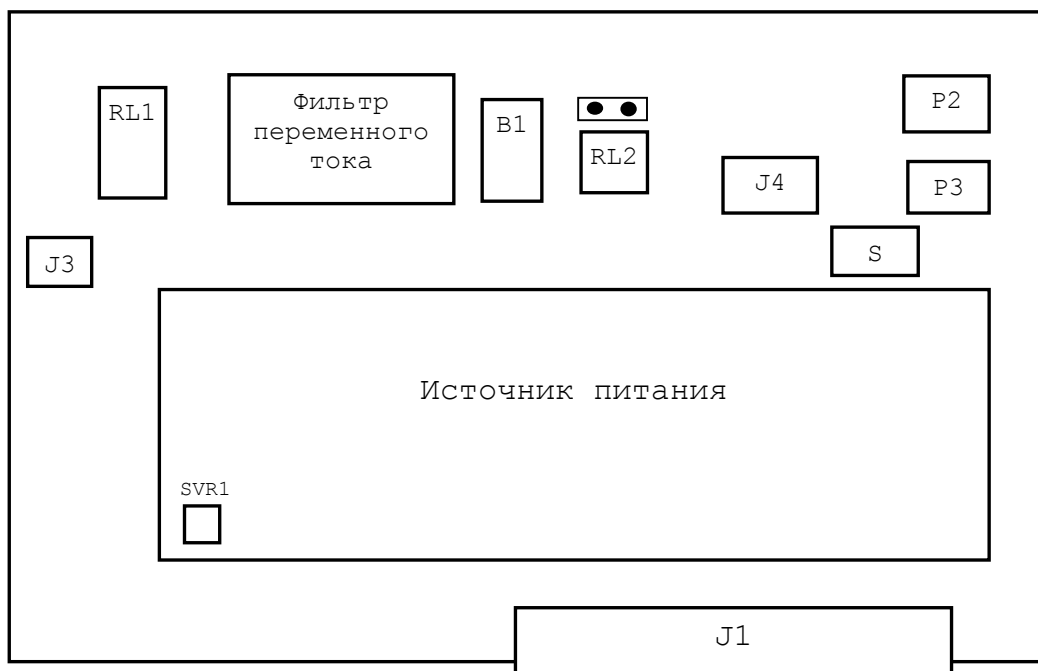 RL1
Фильтр
переменного
тока
B1
RL2
P2
J4
P3
J3
S
Источник питания
SVR1
J1